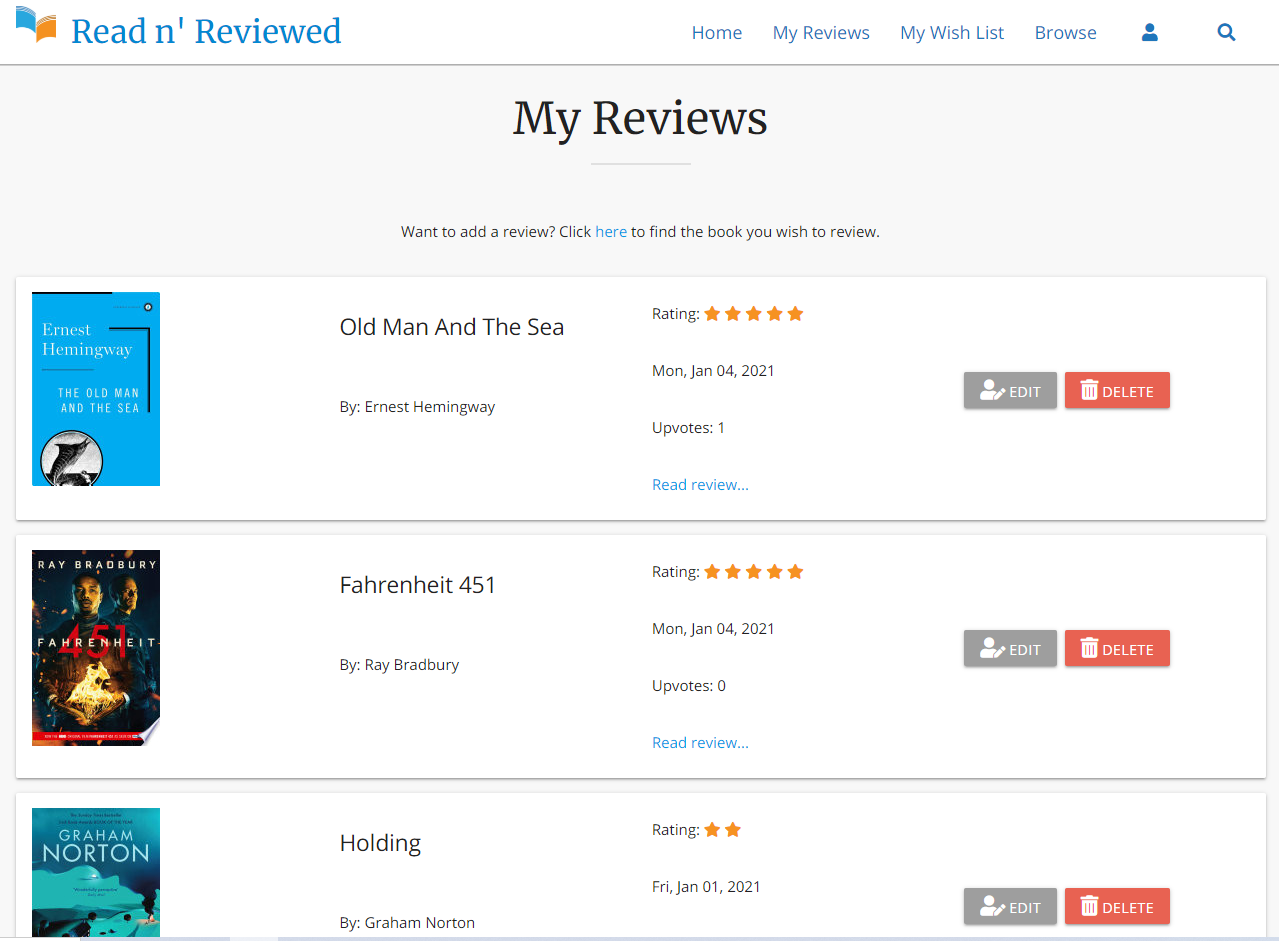 Read n' Reviewed
Home My Reviews My Wish List Browse
My Reviews
Want to add a review? Click here to find the book you wish to review.
Ernest
Hemingway
THE OLD MAN
AND THE SEA
Old Man And The Sea
By: Ernest Hemingway
Rating:
Mon, Jan 04, 2021
Upvotes: 1
Read review...
EDIT DELETE
RAY BRADBURY
451
FAHRENHEIT
Fahrenheit 451
By: Ray Bradbury
Rating:
Mon, Jan 04, 2021
Upvotes: 0
Read review...
EDIT DELETE
GRAHAM
NORTON
Holding
By: Graham Norton
Rating:
Fri, Jan 01, 2021
EDIT DELETE